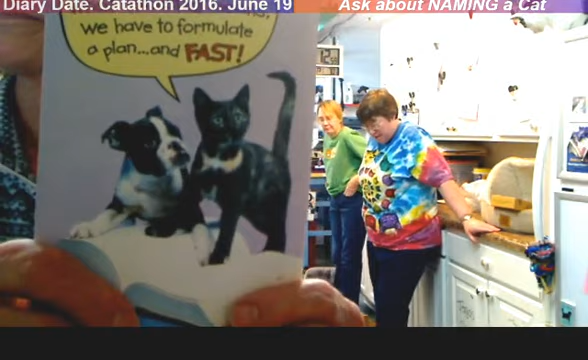 Diary Date. Catathon 2016. June 19
Ask about NAMING a Cat
we have to formulate
a plan...and FAST!